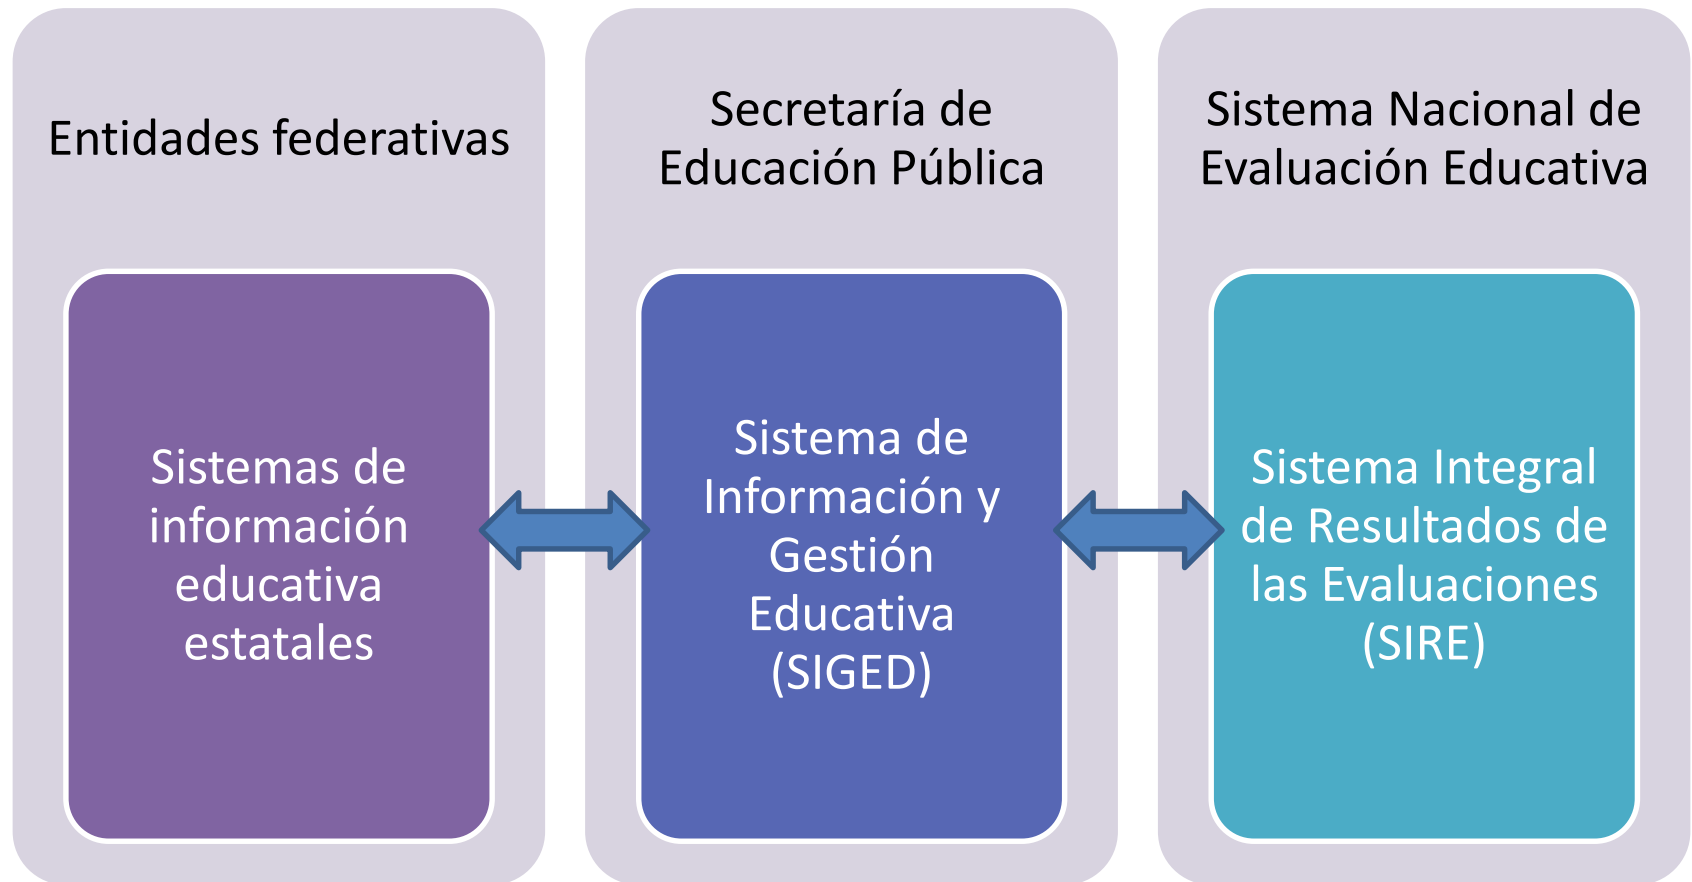 Entidades federativas
Sistemas de
información
educativa
estatales
Secretaría de
Educación Pública
Sistema de
Información y
Gestión
Educativa
(SIGED)
Sistema Nacional de
Evaluación Educativa
Sistema Integral
de Resultados de
las Evaluaciones
(SIRE)